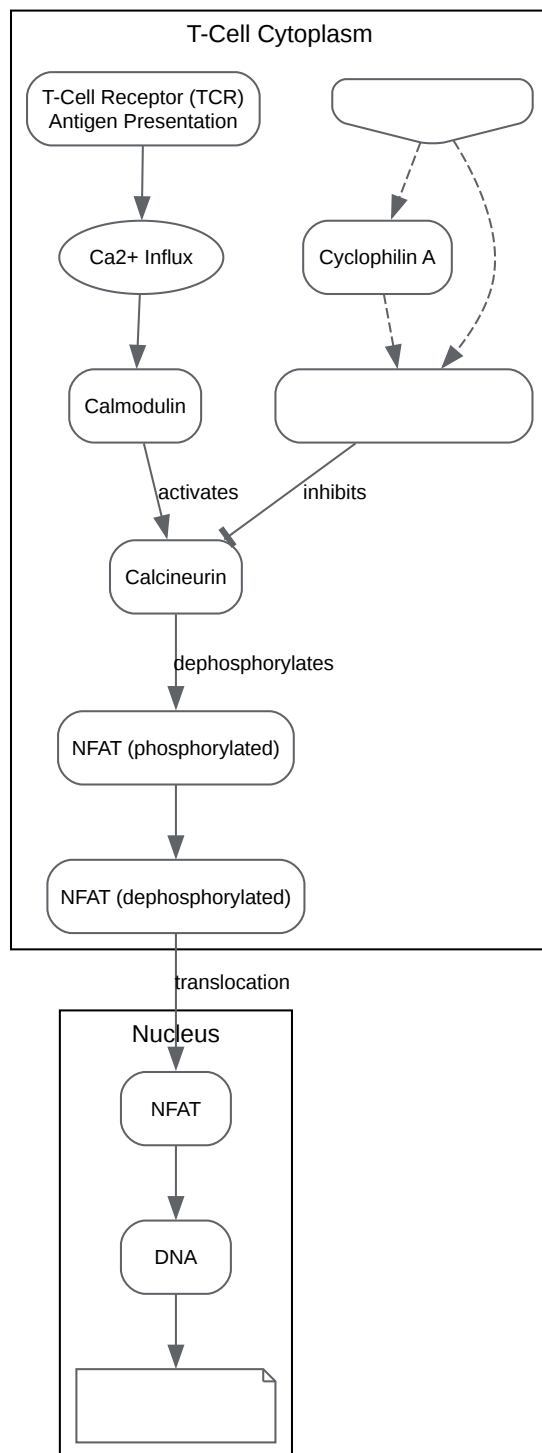 T-Cell Cytoplasm
T-Cell Receptor (TCR)
Antigen Presentation
Ca2+ Influx
Cyclophilin A
Calmodulin
activates
inhibits
Calcineurin
dephosphorylates
NFAT (phosphorylated)
NFAT (dephosphorylated)
translocation
Nucleus
NFAT
DNA